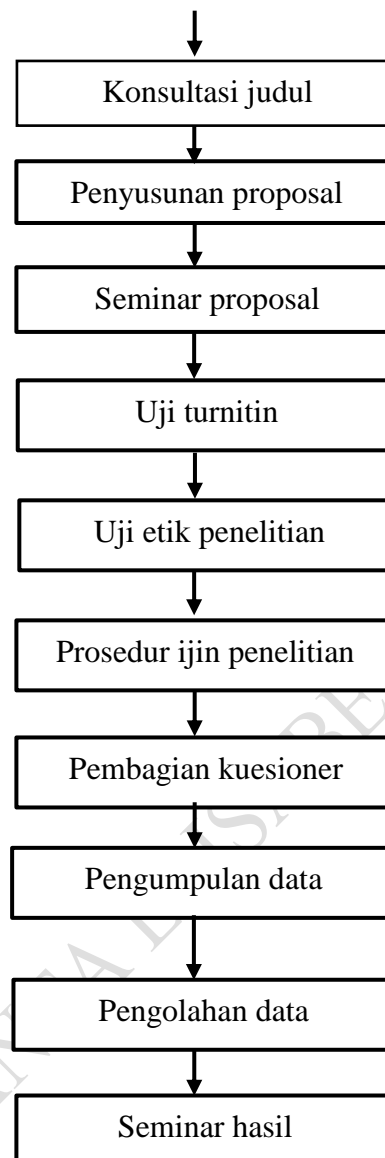 Konsultasi judul
Penyusunan proposal
Seminar proposal
Uji turnitin
Uji etik penelitian
Prosedur ijin penelitian
Pembagian kuesioner
Pengumpulan data
Pengolahan data
Seminar hasil